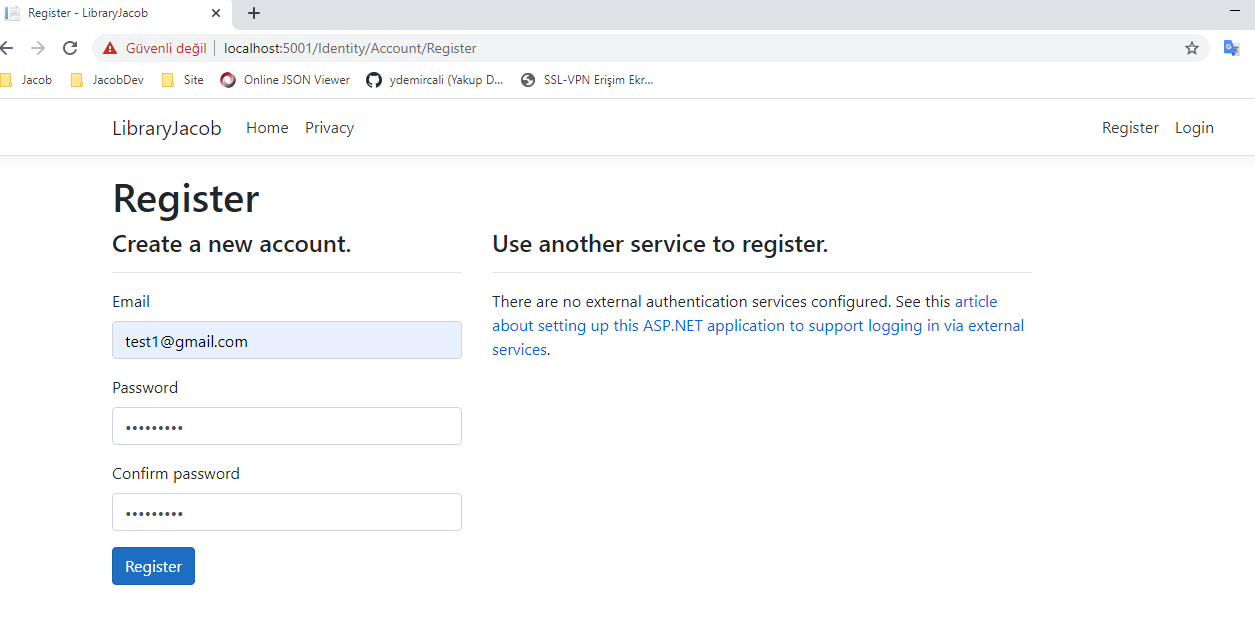 Register - LibraryJacob
Güvenli değil localhost:5001/Identity/Account/Register
Jacob JacobDev Site Online JSON Viewer ydemircali (Yakup D... SSL-VPN Erişim Ekr...
LibraryJacob Home Privacy Register Login
Register
Create a new account.
Email
test1@gmail.com
Password
•••••••••
Confirm password
•••••••••
Register
Use another service to register.
There are no external authentication services configured. See this article
about setting up this ASP.NET application to support logging in via external
services.